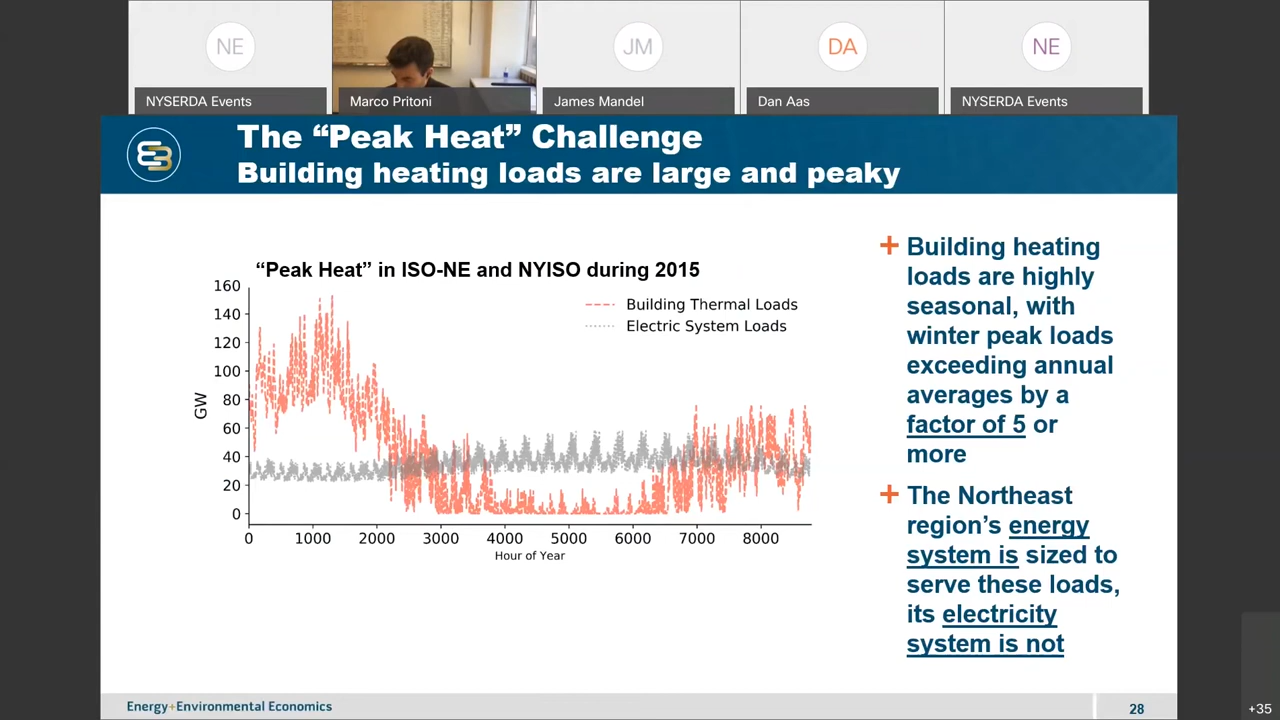 NE
JM
DA
NE
NYSERDA Events
Marco Pritoni
James Mandel
Dan Aas
NYSERDA Events
The “Peak Heat” Challenge
Building heating loads are large and peaky
“Peak Heat” in ISO-NE and NYISO during 2015
160
140
120
100
80
60
40
20
0
GW
Building Thermal Loads
Electric System Loads
0 1000 2000 3000 4000 5000 6000 7000 8000
Hour of Year
+ Building heating
loads are highly
seasonal, with
winter peak loads
exceeding annual
averages by a
factor of 5 or
more
+ The Northeast
region’s energy
system is sized to
serve these loads,
its electricity
system is not
Energy+Environmental Economics
28
+35